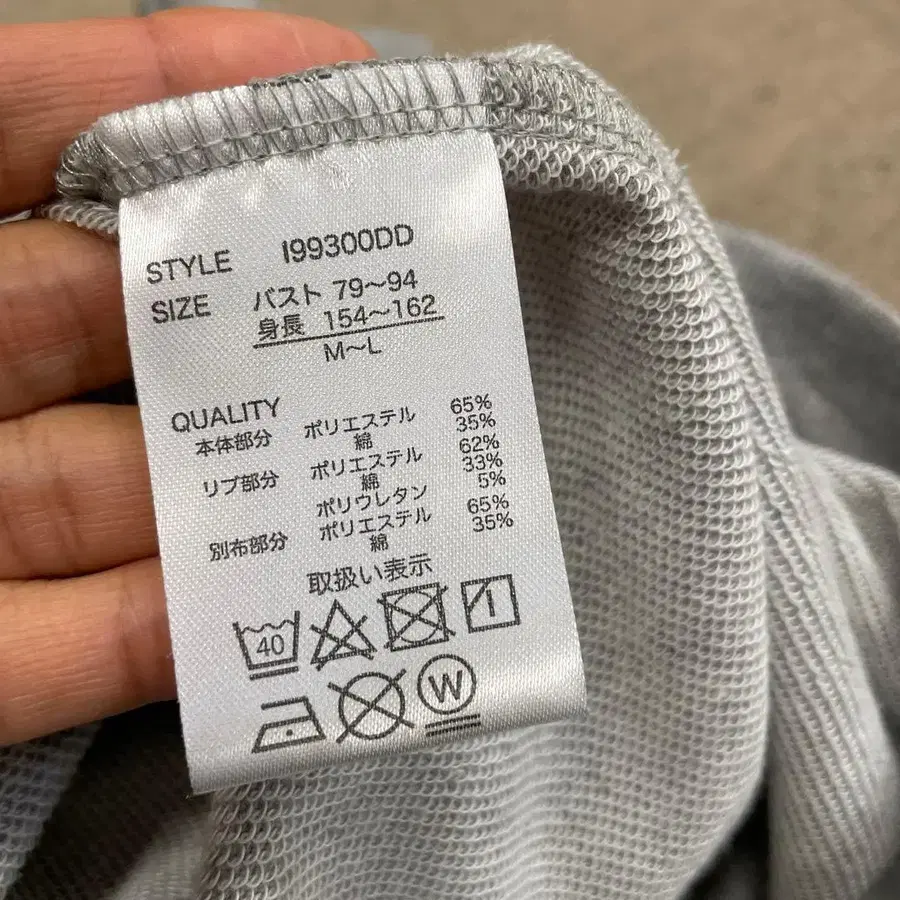 STYLE I99300DD
SIZE バスト 79～94
身長 154～162
M～L
QUALITY
本体部分 ポリエステル 65%
綿 35%
リブ部分 ポリエステル 62%
綿 33%
ポリウレタン 5%
別布部分 ポリエステル 65%
綿 35%
取扱い表示
40
W